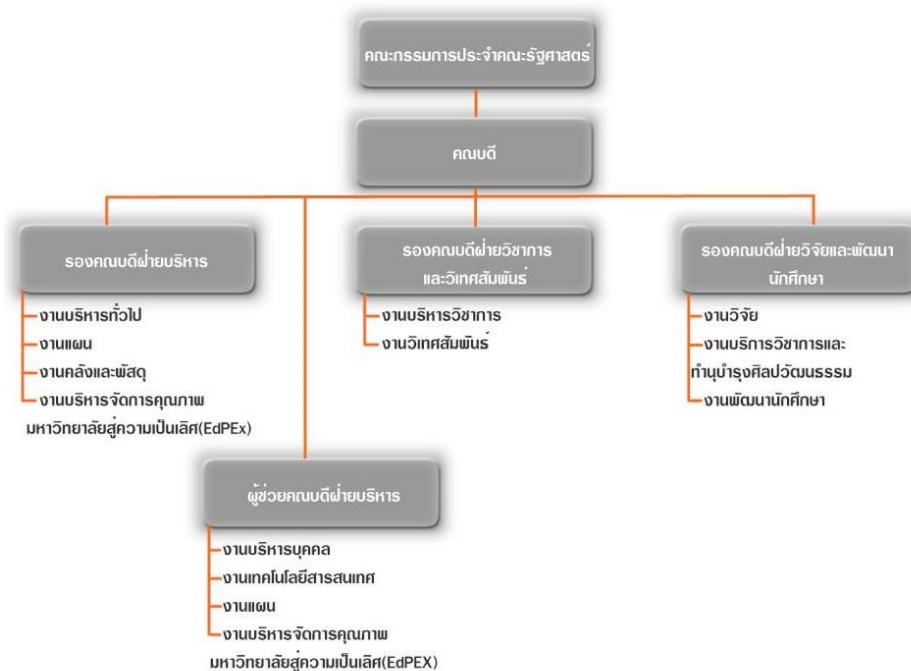 คณะกรรมการประจำคณะรัฐศาสตร์
คณบดี
รองคณบดีฝ่ายบริหาร
งานบริหารทั่วไป
งานแผน
งานคลังและพัสดุ
งานบริหารจัดการคุณภาพ
มหาวิทยาลัยสู่ความเป็นเลิศ(EdPEx)
รองคณบดีฝ่ายวิชาการ
และวิเทศสัมพันธ์
งานบริหารวิชาการ
งานวิเทศสัมพันธ์
รองคณบดีฝ่ายวิจัยและพัฒนา
นักศึกษา
งานวิจัย
งานบริการวิชาการและ
ทำนุบำรุงศิลปวัฒนธรรม
งานพัฒนานักศึกษา
ผู้ช่วยคณบดีฝ่ายบริหาร
งานบริหารบุคคล
งานเทคโนโลยีสารสนเทศ
งานแผน
งานบริหารจัดการคุณภาพ
มหาวิทยาลัยสู่ความเป็นเลิศ(EdPEX)